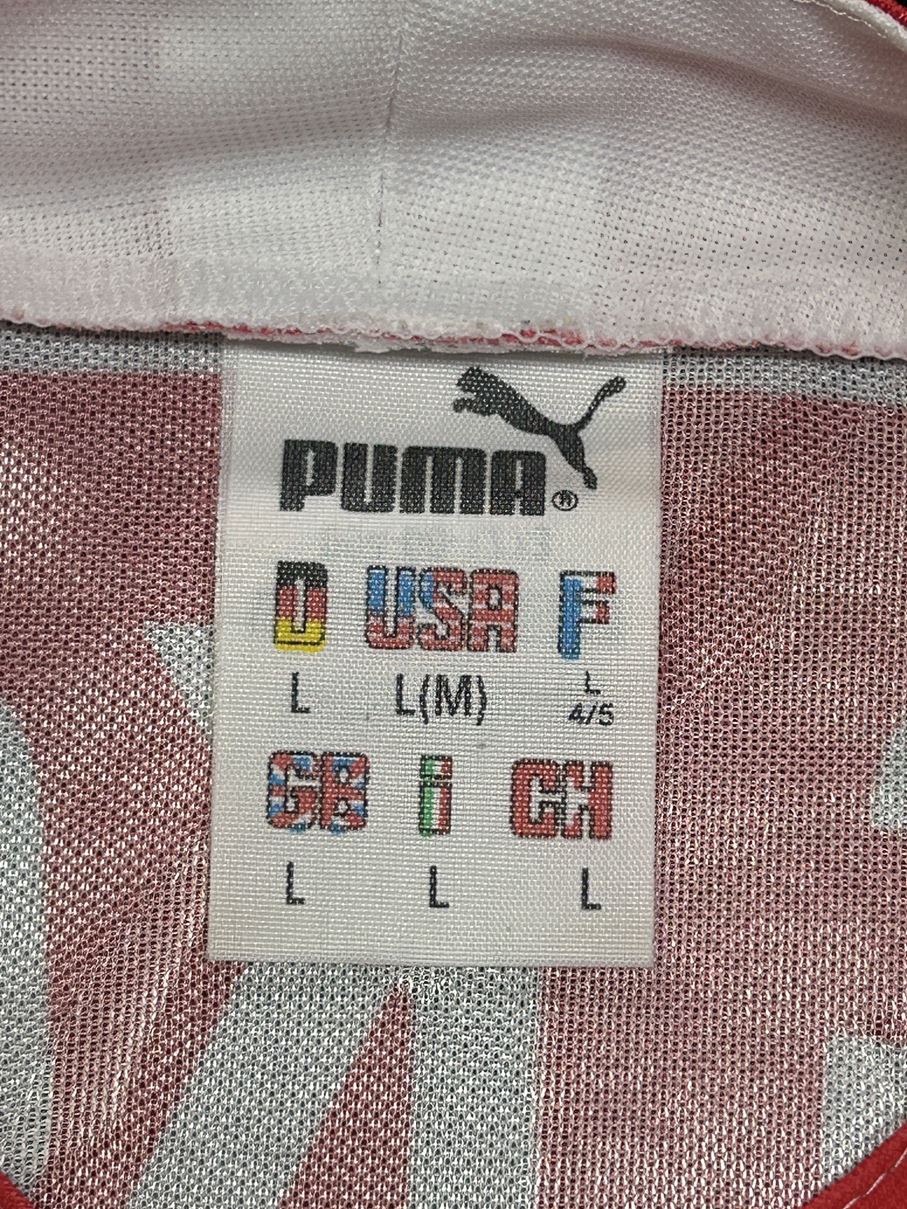 PUMA®
D USA F
L L(M) L
4/5
GB i CH
L L L